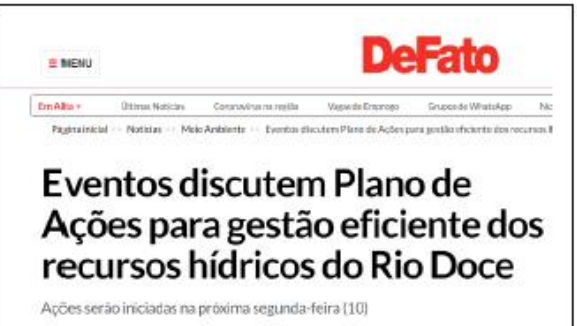 DeFato
≡ MENU
Em Alta Últimas Notícias Coronavírus na região Vagas de Emprego Grupos de WhatsApp
Página inicial Notícias Meio Ambiente Eventos discutem Plano de Ações para gestão eficiente dos recursos
Eventos discutem Plano de
Ações para gestão eficiente dos
recursos hídricos do Rio Doce
Ações serão iniciadas na próxima segunda-feira (10)